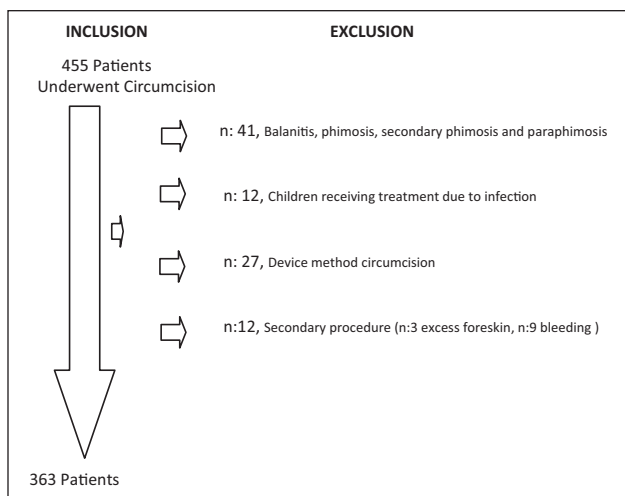 INCLUSION EXCLUSION
455 Patients
Underwent Circumcision
n: 41, Balanitis, phimosis, secondary phimosis and paraphimosis
n: 12, Children receiving treatment due to infection
n: 27, Device method circumcision
n:12, Secondary procedure (n:3 excess foreskin, n:9 bleeding )
363 Patients